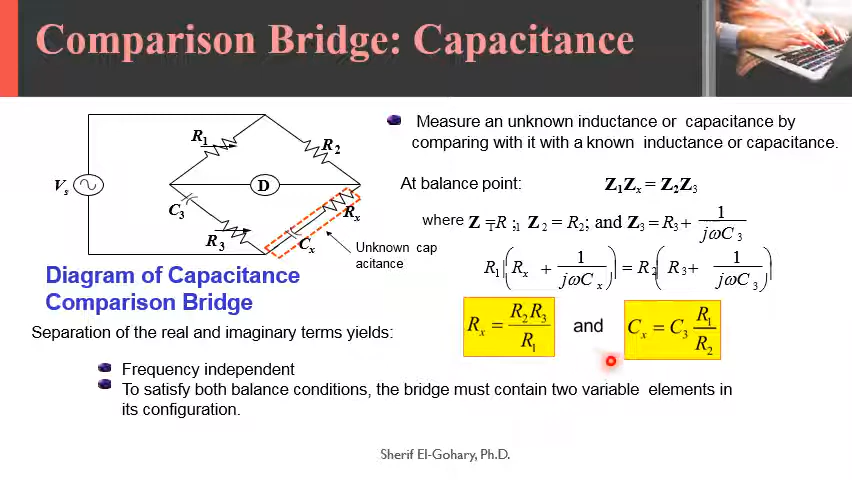 Comparison Bridge: Capacitance
R1
R2
Vs
D
C3
Rx
R3
Cx
Unknown cap
acitance
Diagram of Capacitance
Comparison Bridge
Measure an unknown inductance or capacitance by
comparing with it with a known inductance or capacitance.
At balance point: Z1Zx = Z2Z3
where Z1 = R1; Z2 = R2; and Z3 = R3 + 1/jωC3
R1(Rx + 1/jωCx) = R2(R3 + 1/jωC3)
Separation of the real and imaginary terms yields:
Rx = R2R3/R1 and Cx = C3 R1/R2
Frequency independent
To satisfy both balance conditions, the bridge must contain two variable elements in
its configuration.
Sherif El-Gohary, Ph.D.